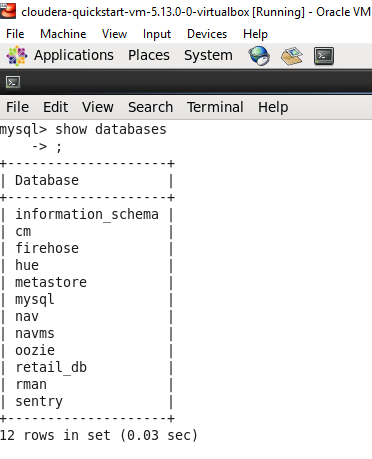 cloudera-quickstart-vm-5.13.0-0-virtualbox [Running] - Oracle VM
File Machine View Input Devices Help
Applications Places System
File Edit View Search Terminal Help
mysql> show databases
    -> ;
+--------------------+
| Database           |
+--------------------+
| information_schema |
| cm                 |
| firehose           |
| hue                |
| metastore          |
| mysql              |
| nav                |
| navms              |
| oozie              |
| retail_db          |
| rman               |
| sentry             |
+--------------------+
12 rows in set (0.03 sec)